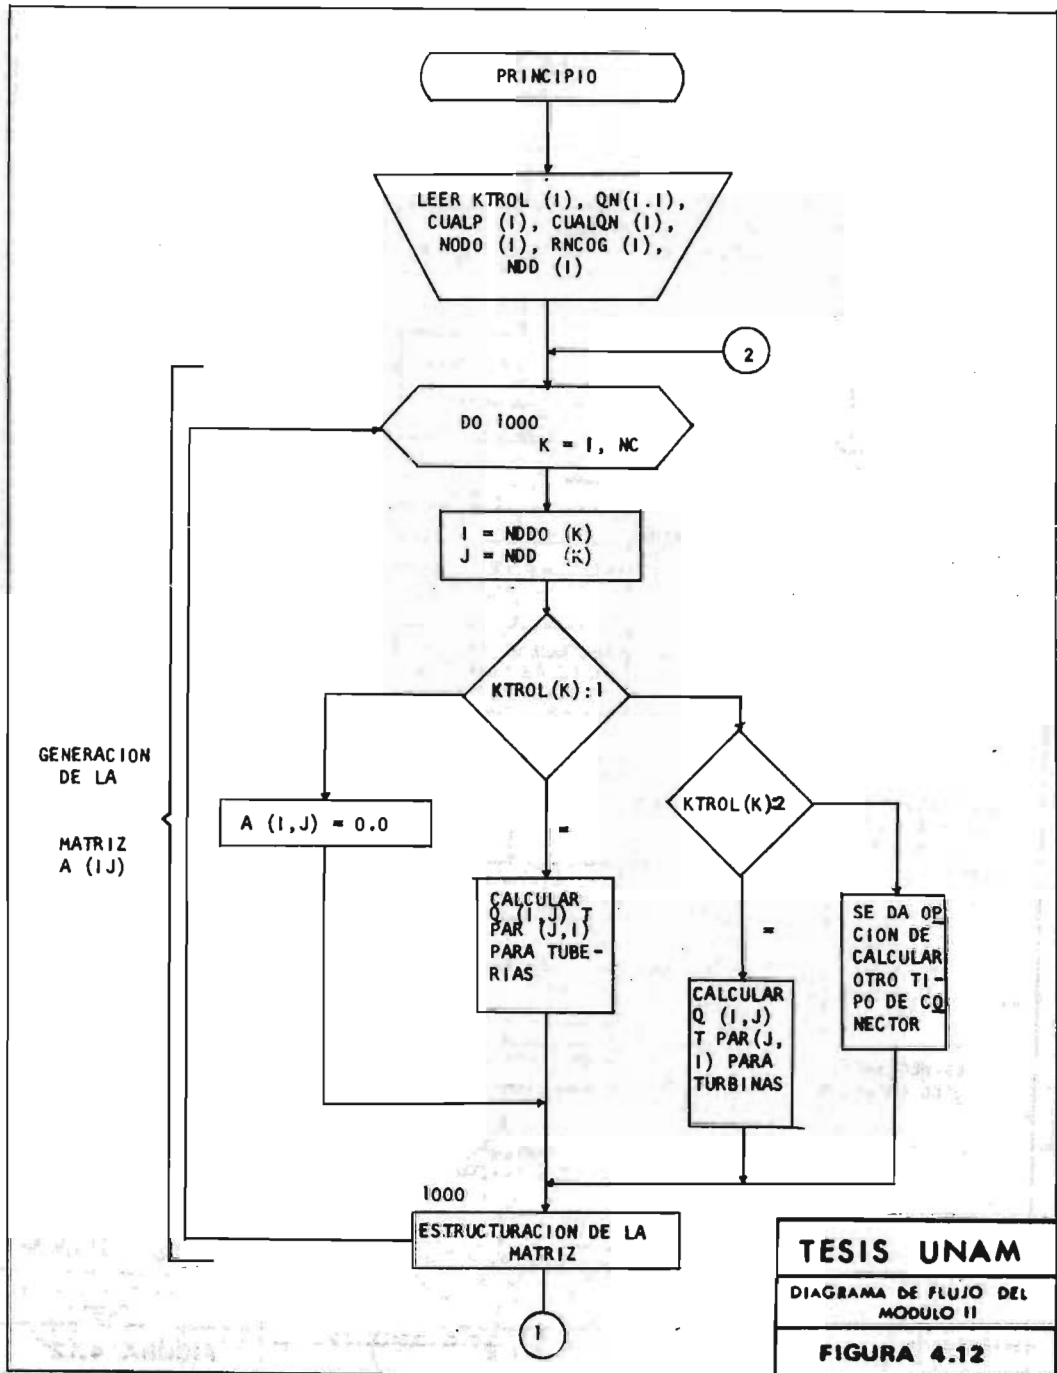 PRINCIPIO
LEER KTROL (I), QN(I.I),
CUALP (I), CUALQN (I),
NODO (I), RNCOG (I),
NDD (I)
2
DO 1000
K = I, NC
I = NDDO (K)
J = NDD (K)
KTROL(K):1
GENERACION
DE LA
MATRIZ
A (IJ)
A (I,J) = 0.0
=
KTROL(K):2
CALCULAR
Q (I,J) T
PAR (J,I)
PARA TUBE-
RIAS
=
CALCULAR
Q (I,J)
T PAR(J,
I) PARA
TURBINAS
SE DA OP
CION DE
CALCULAR
OTRO TI-
PO DE CO
NECTOR
1000
ESTRUCTURACION DE LA
MATRIZ
1
TESIS UNAM
DIAGRAMA DE FLUJO DEL
MODULO II
FIGURA 4.12